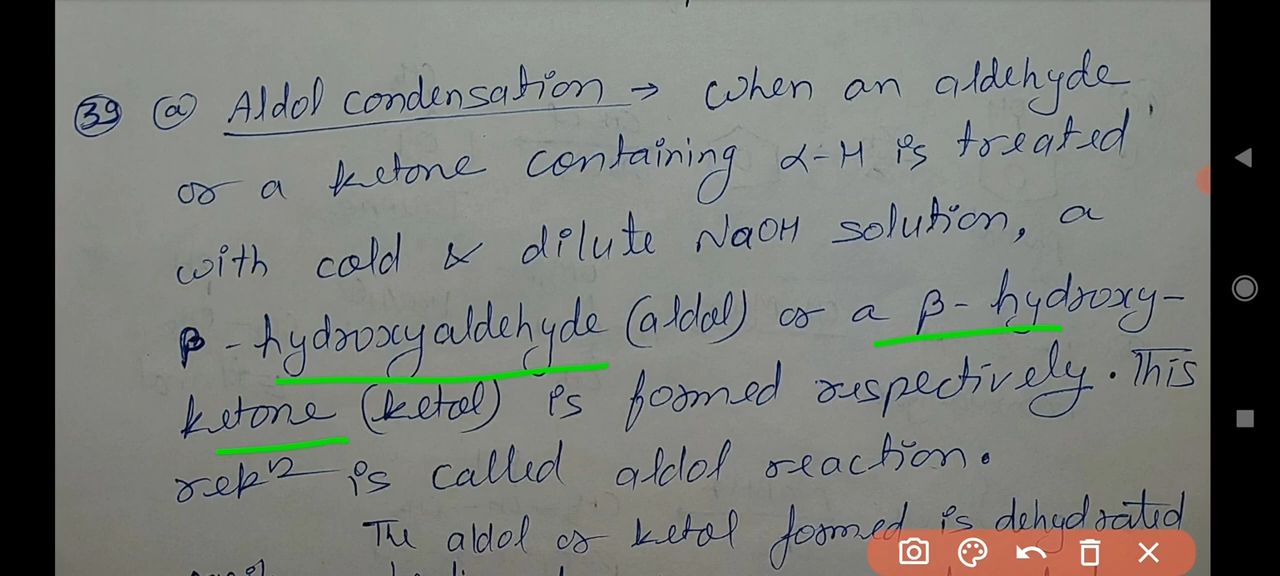 39 (a) Aldol condensation → When an aldehyde
or a ketone containing α-H is treated
with cold & dilute NaOH solution, a
β-hydroxyaldehyde (aldol) or a β-hydroxy-
ketone (ketol) is formed respectively. This
is called aldol reaction.
The aldol or ketol formed is dehydrated